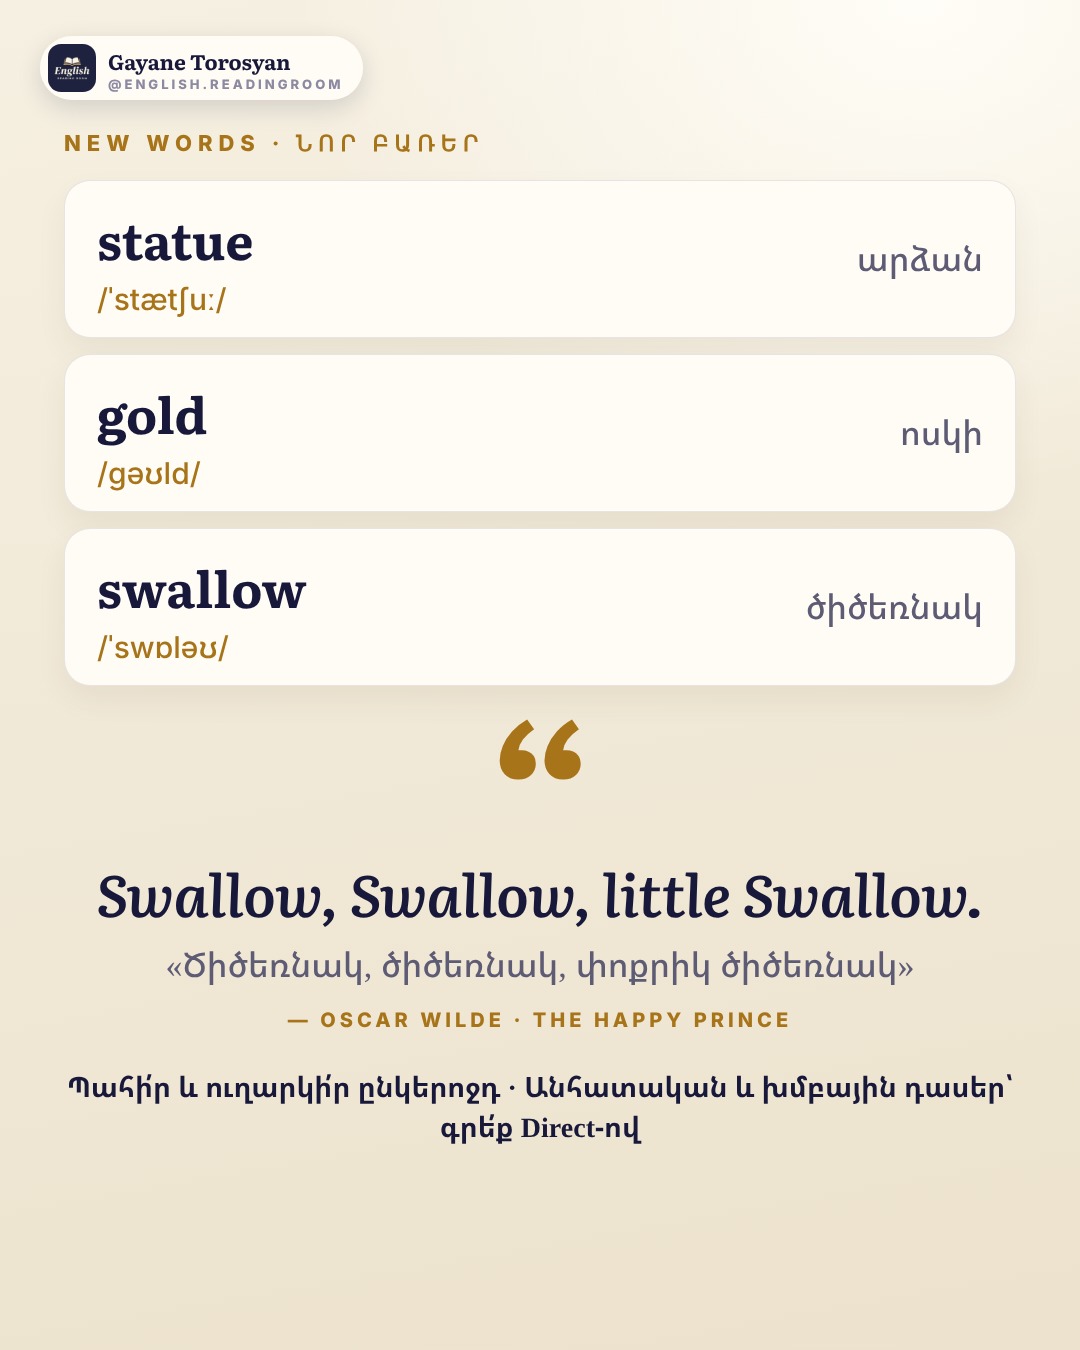 English
Gayane Torosyan
@ENGLISH.READINGROOM
NEW WORDS · ՆՈՐ ԲԱՌԵՐ
statue
արձան
/ˈstætʃuː/
gold
ոսկի
/ɡəʊld/
swallow
ծիծեռնակ
/ˈswɒləʊ/
“
Swallow, Swallow, little Swallow.
«Ծիծեռնակ, ծիծեռնակ, փոքրիկ ծիծեռնակ»
— OSCAR WILDE · THE HAPPY PRINCE
Պահի՛ր և ուղարկի՛ր ընկերոջդ · Անհատական և խմբային դասեր՝
գրե՛ք Direct-ով